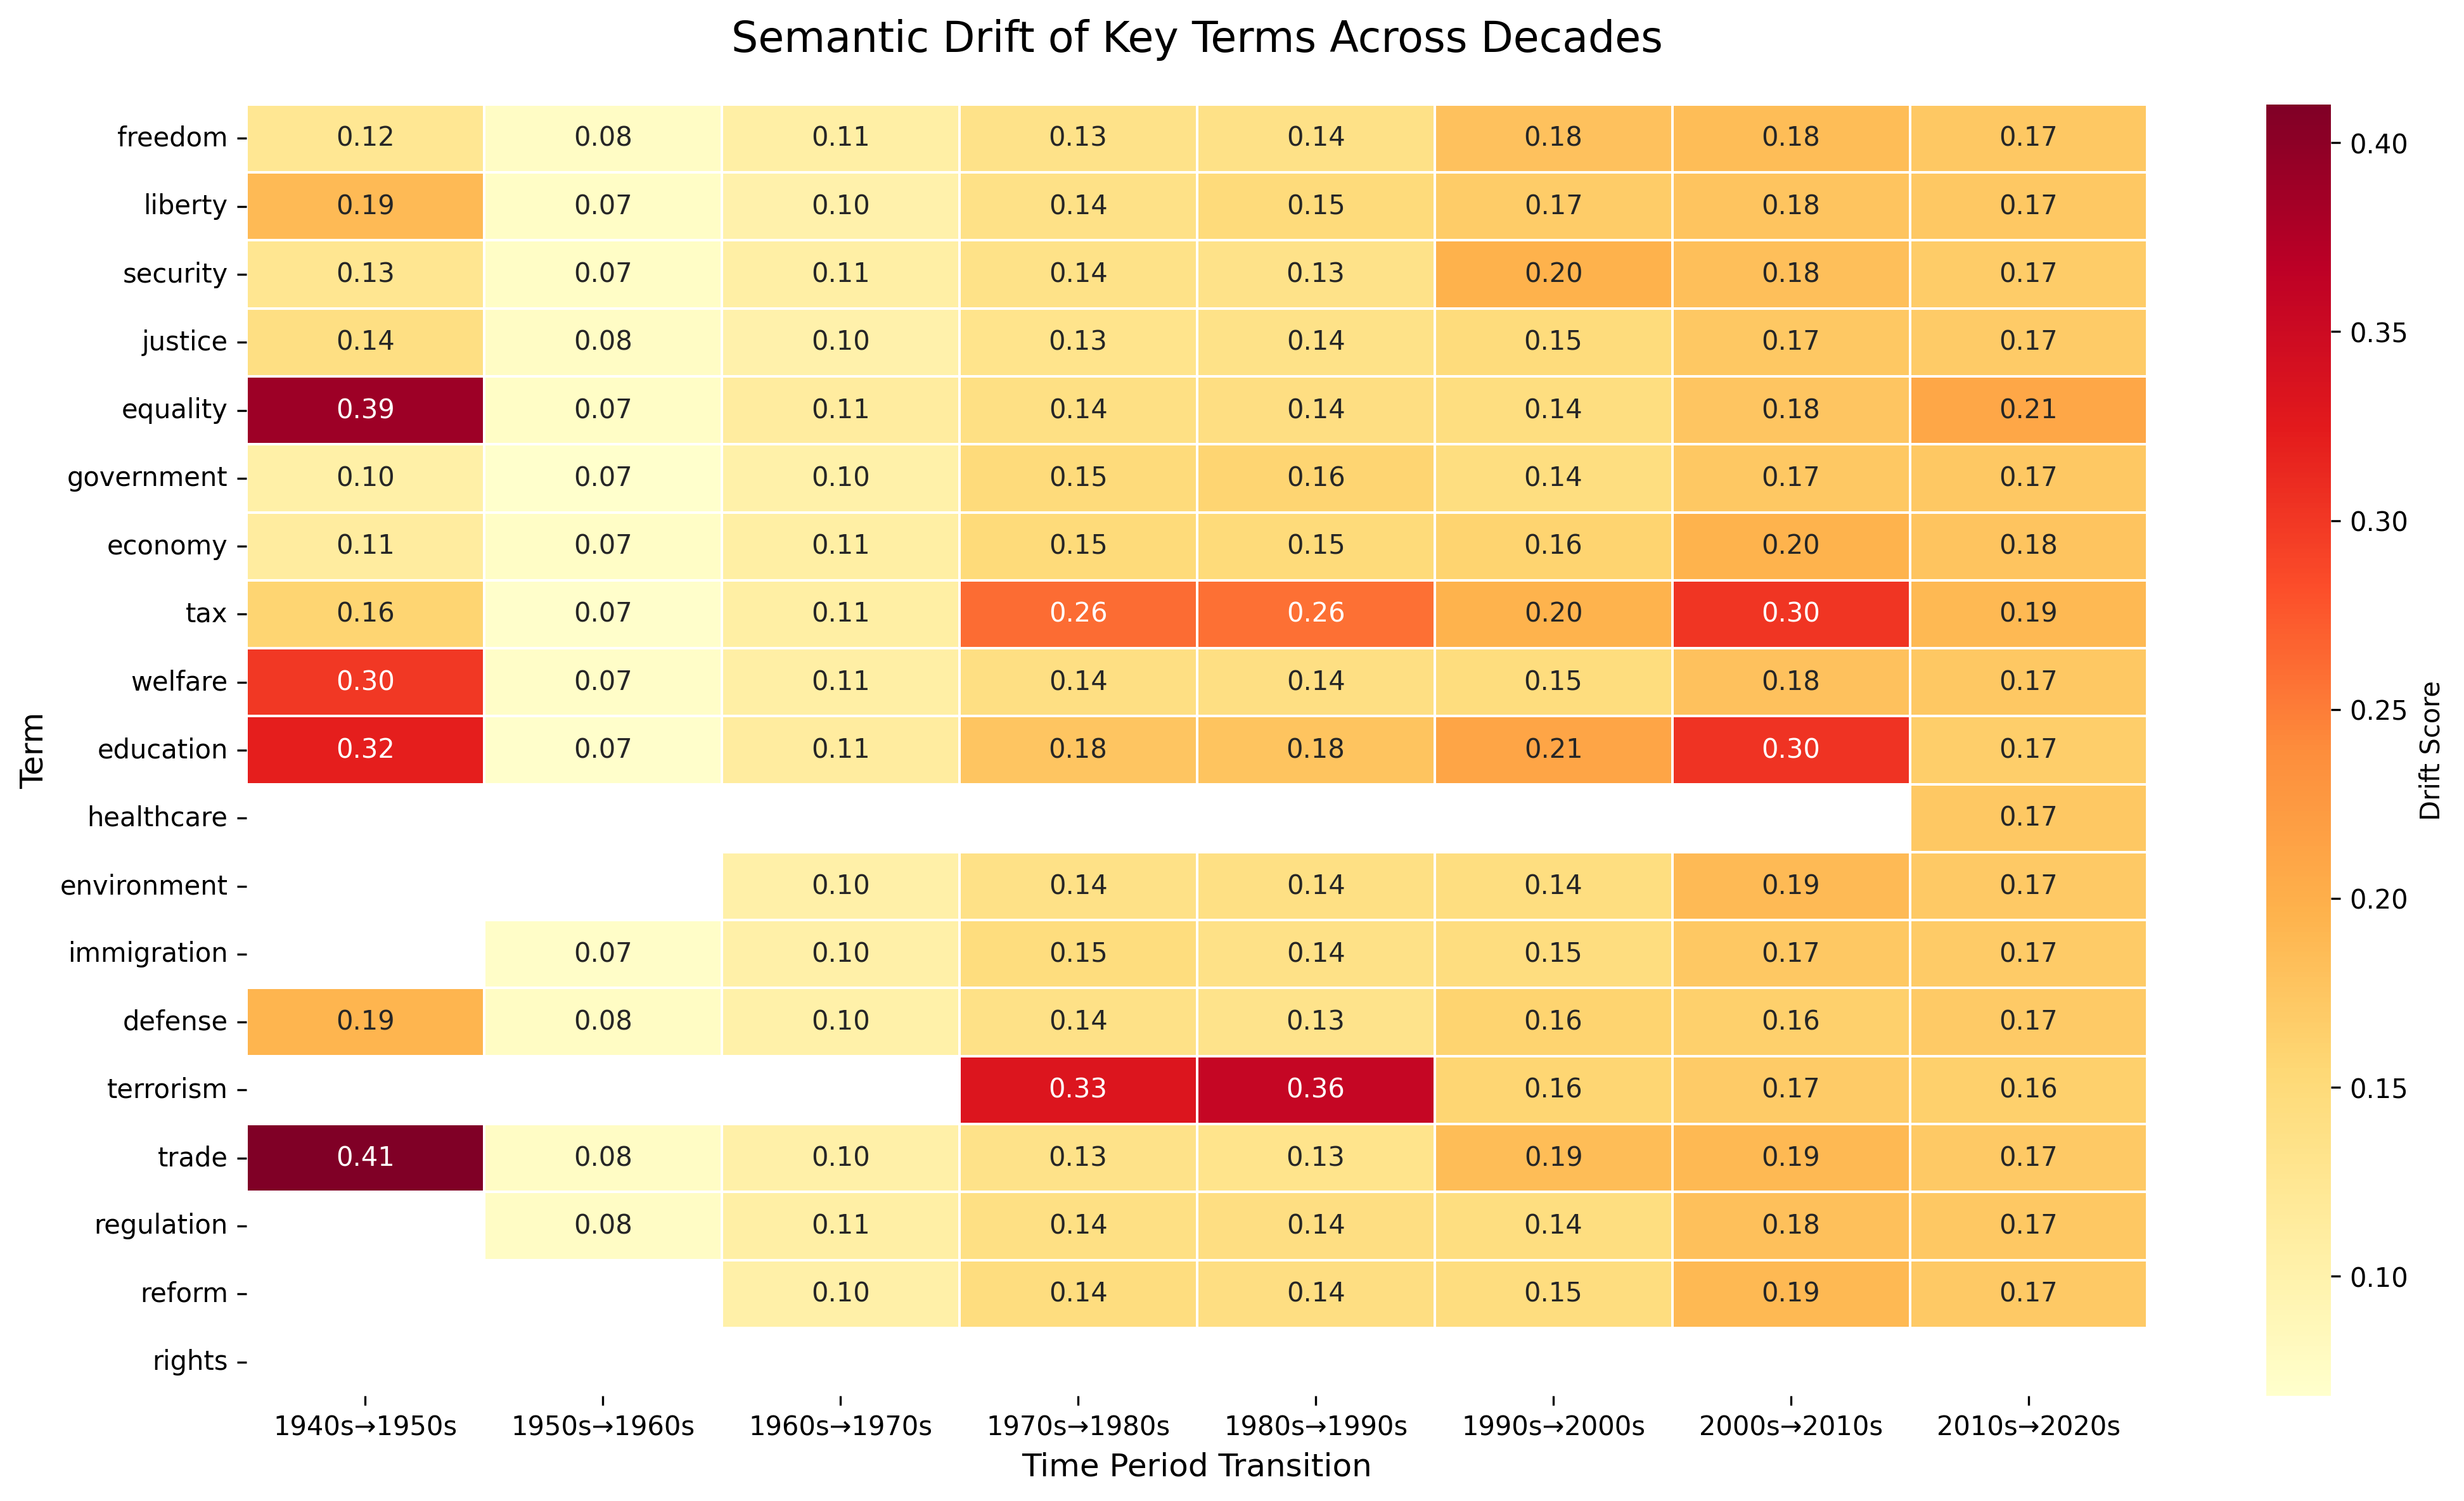 Semantic Drift of Key Terms Across Decades
freedom 0.12 0.08 0.11 0.13 0.14 0.18 0.18 0.17
liberty 0.19 0.07 0.10 0.14 0.15 0.17 0.18 0.17
security 0.13 0.07 0.11 0.14 0.13 0.20 0.18 0.17
justice 0.14 0.08 0.10 0.13 0.14 0.15 0.17 0.17
equality 0.39 0.07 0.11 0.14 0.14 0.14 0.18 0.21
government 0.10 0.07 0.10 0.15 0.16 0.14 0.17 0.17
economy 0.11 0.07 0.11 0.15 0.15 0.16 0.20 0.18
tax 0.16 0.07 0.11 0.26 0.26 0.20 0.30 0.19
welfare 0.30 0.07 0.11 0.14 0.14 0.15 0.18 0.17
education 0.32 0.07 0.11 0.18 0.18 0.21 0.30 0.17
healthcare 0.17
environment 0.10 0.14 0.14 0.14 0.19 0.17
immigration 0.07 0.10 0.15 0.14 0.15 0.17 0.17
defense 0.19 0.08 0.10 0.14 0.13 0.16 0.16 0.17
terrorism 0.33 0.36 0.16 0.17 0.16
trade 0.41 0.08 0.10 0.13 0.13 0.19 0.19 0.17
regulation 0.08 0.11 0.14 0.14 0.14 0.18 0.17
reform 0.10 0.14 0.14 0.15 0.19 0.17
rights
1940s→1950s 1950s→1960s 1960s→1970s 1970s→1980s 1980s→1990s 1990s→2000s 2000s→2010s 2010s→2020s
Time Period Transition
Term
0.40
0.35
0.30
0.25
0.20
0.15
0.10
Drift Score